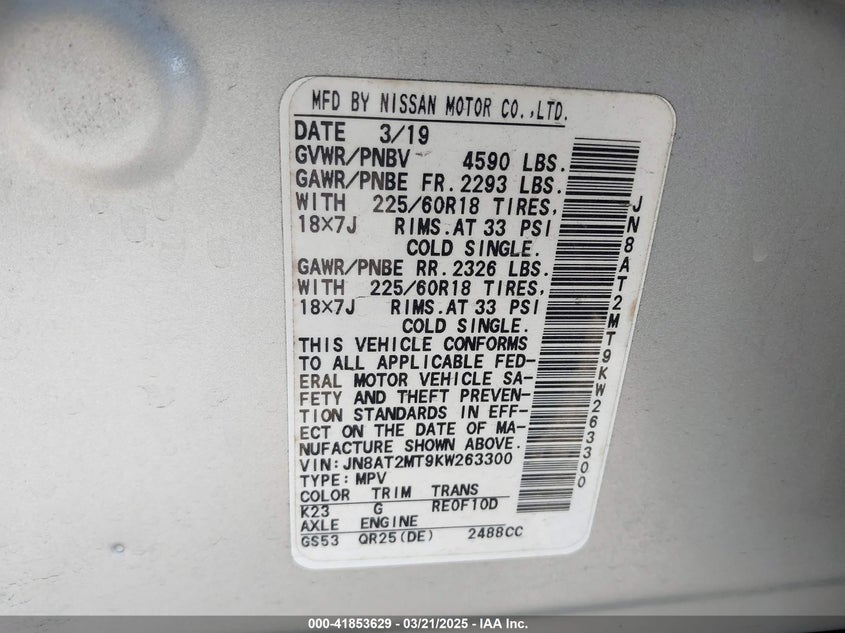 MFD BY NISSAN MOTOR CO.,LTD.
DATE 3/19
GVWR/PNBV 4590 LBS.
GAWR/PNBE FR. 2293 LBS.
WITH 225/60R18 TIRES,
18×7J RIMS.AT 33 PSI
COLD SINGLE.
GAWR/PNBE RR. 2326 LBS.
WITH 225/60R18 TIRES,
18×7J RIMS.AT 33 PSI
COLD SINGLE.
THIS VEHICLE CONFORMS
TO ALL APPLICABLE FED-
ERAL MOTOR VEHICLE SA-
FETY AND THEFT PREVEN-
TION STANDARDS IN EFF-
ECT ON THE DATE OF MA-
NUFACTURE SHOWN ABOVE.
VIN: JN8AT2MT9KW263300
TYPE: MPV
COLOR TRIM TRANS
K23 G RE0F10D
AXLE ENGINE
GS53 QR25(DE) 2488CC
JN8AT2MT9KW263300
000-41853629 - 03/21/2025 - IAA Inc.